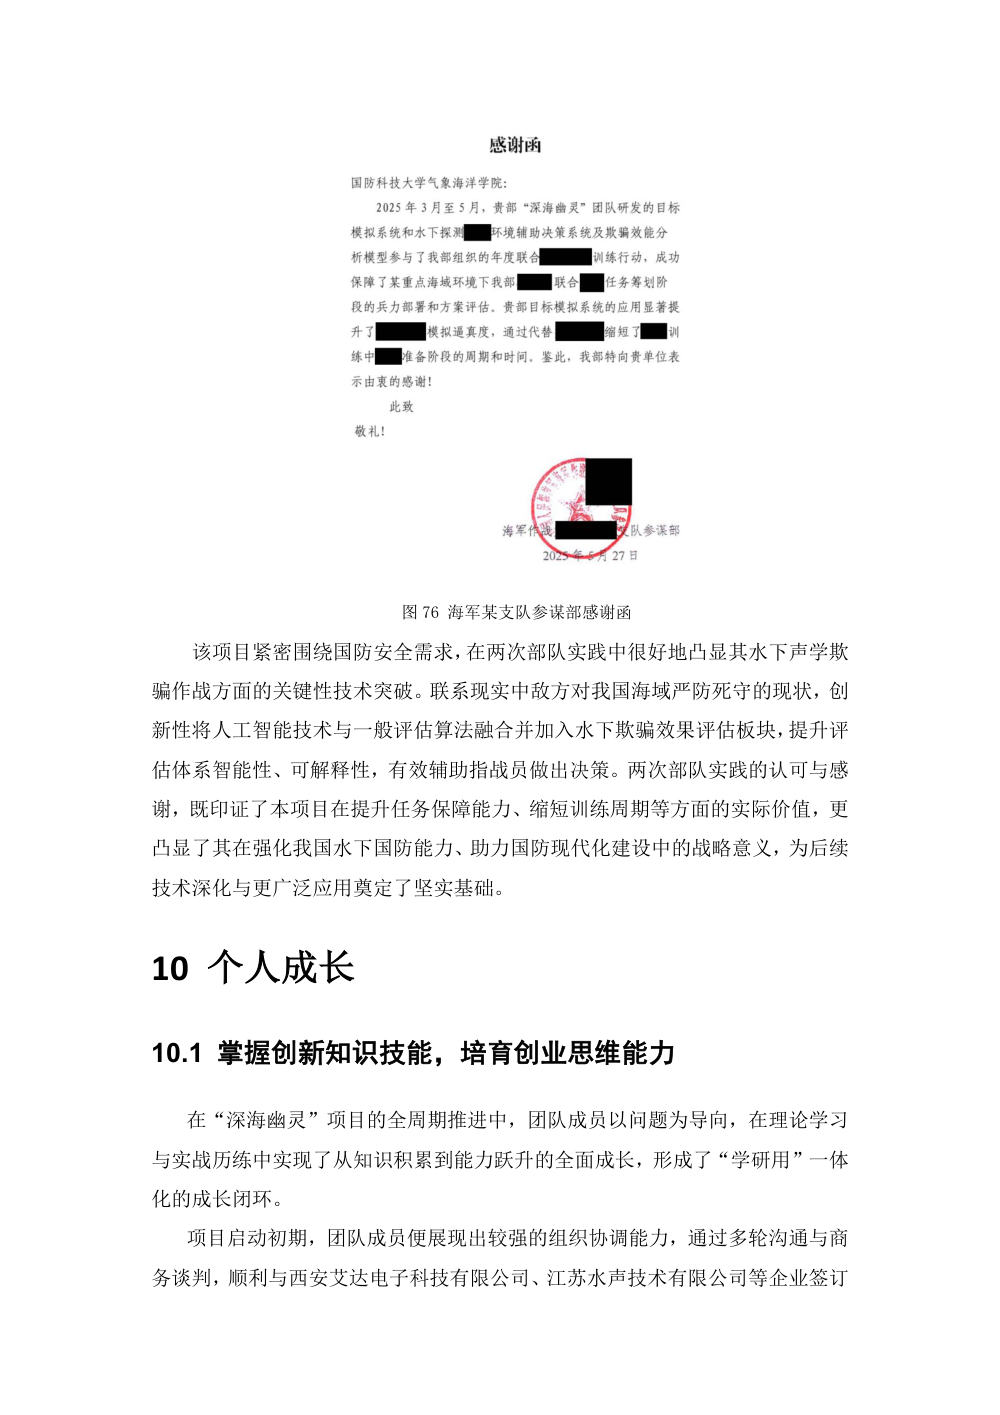 感谢函
国防科技大学气象海洋学院：
2025 年 3 月至 5 月，贵部“深海幽灵”团队研发的目标
模拟系统和水下探测 环境辅助决策系统及欺骗效能分
析模型参与了我部组织的年度联合 训练行动，成功
保障了某重点海域环境下我部 联合 任务筹划阶
段的兵力部署和方案评估。贵部目标模拟系统的应用显著提
升了 模拟逼真度，通过代替 缩短了 训
练中 准备阶段的周期和时间。鉴此，我部特向贵单位表
示由衷的感谢！
此致
敬礼！
海军作战 支队参谋部
2025 年 5 月 27 日
图 76 海军某支队参谋部感谢函
该项目紧密围绕国防安全需求，在两次部队实践中很好地凸显其水下声学欺
骗作战方面的关键性技术突破。联系现实中敌方对我国海域严防死守的现状，创
新性将人工智能技术与一般评估算法融合并加入水下欺骗效果评估板块，提升评
估体系智能性、可解释性，有效辅助指战员做出决策。两次部队实践的认可与感
谢，既印证了本项目在提升任务保障能力、缩短训练周期等方面的实际价值，更
凸显了其在强化我国水下国防能力、助力国防现代化建设中的战略意义，为后续
技术深化与更广泛应用奠定了坚实基础。
10 个人成长
10.1 掌握创新知识技能，培育创业思维能力
在“深海幽灵”项目的全周期推进中，团队成员以问题为导向，在理论学习
与实战历练中实现了从知识积累到能力跃升的全面成长，形成了“学研用”一体
化的成长闭环。
项目启动初期，团队成员便展现出较强的组织协调能力，通过多轮沟通与商
务谈判，顺利与西安艾达电子科技有限公司、江苏水声技术有限公司等企业签订